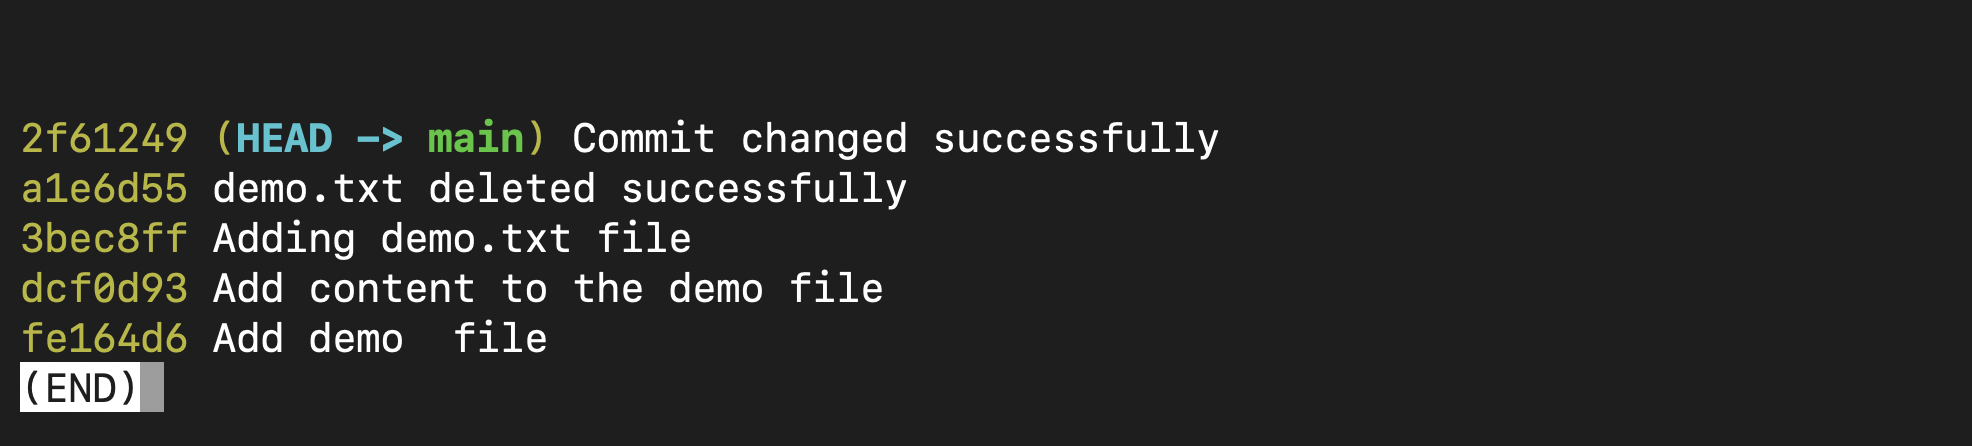 2f61249 (HEAD -> main) Commit changed successfully
a1e6d55 demo.txt deleted successfully
3bec8ff Adding demo.txt file
dcf0d93 Add content to the demo file
fe164d6 Add demo  file
(END)